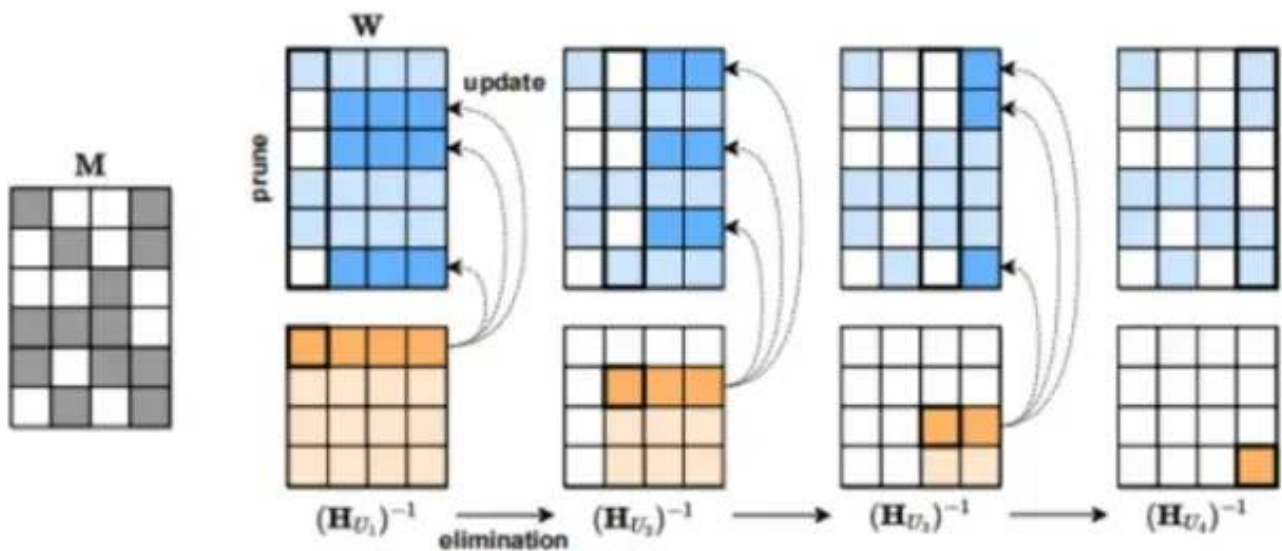 W
update
prune
M
(H_{U_1})^{-1}
elimination
(H_{U_2})^{-1}
(H_{U_3})^{-1}
(H_{U_4})^{-1}